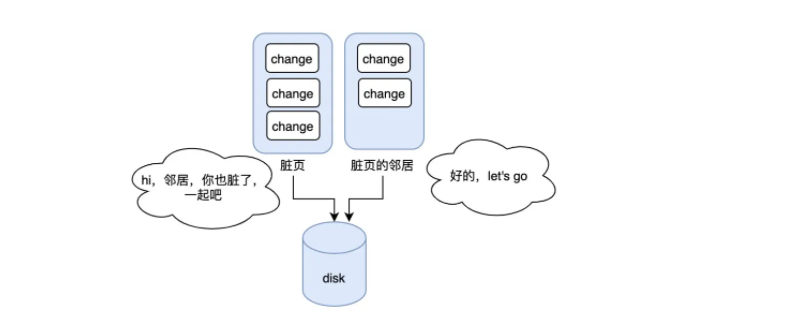 change
change
change
change
change
脏页
脏页的邻居
hi，邻居，你也脏了，
一起吧
好的，let's go
disk